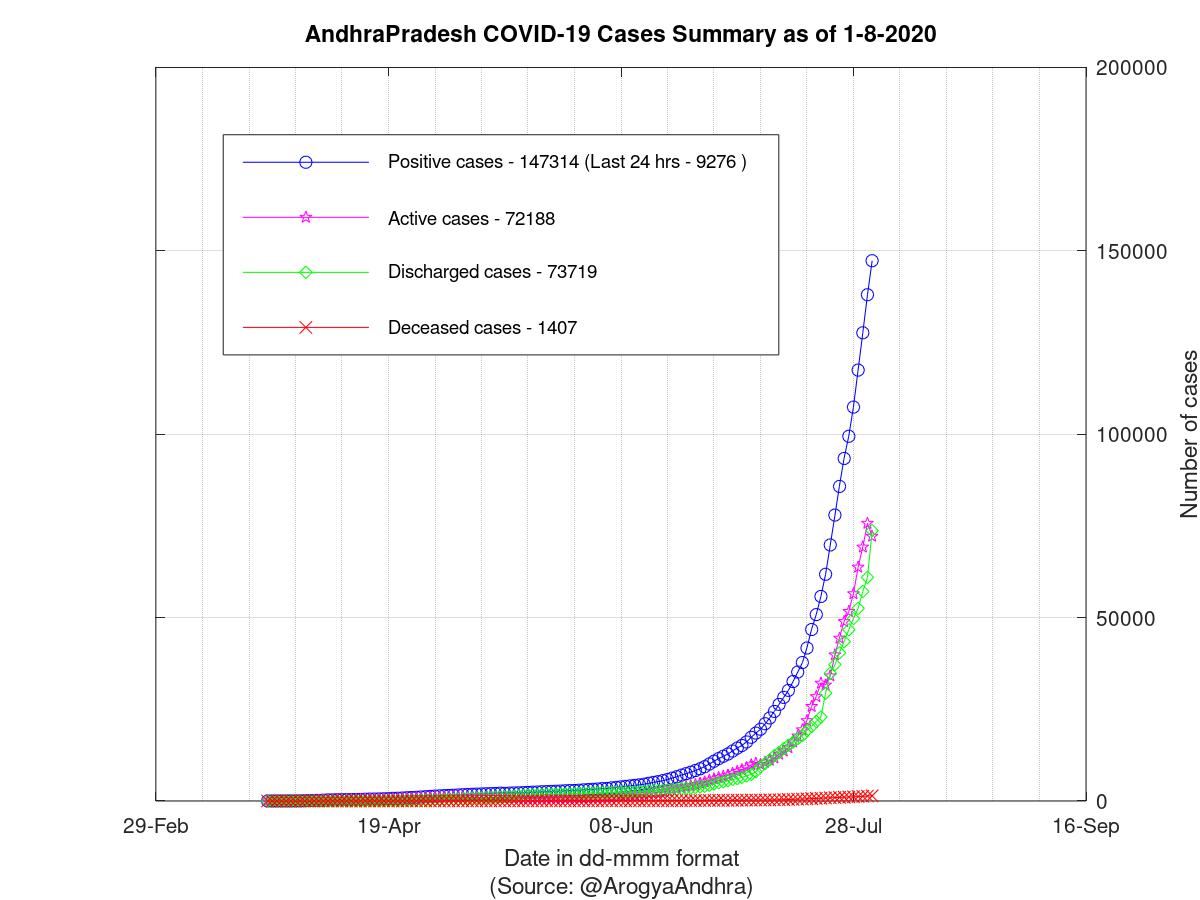 AndhraPradesh COVID-19 Cases Summary as of 1-8-2020
200000
Positive cases - 147314 (Last 24 hrs - 9276 )
Active cases - 72188
Discharged cases - 73719
Deceased cases - 1407
150000
100000
50000
0
Number of cases
29-Feb 19-Apr 08-Jun 28-Jul 16-Sep
Date in dd-mmm format
(Source: @ArogyaAndhra)